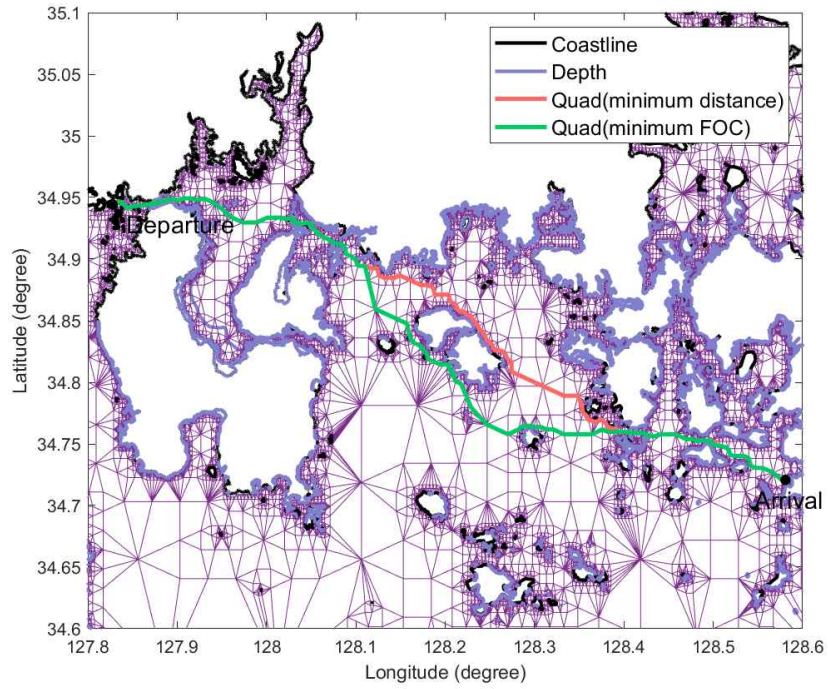 35.1
35.05
35
34.95
34.9
34.85
34.8
34.75
34.7
34.65
34.6
Latitude (degree)
Coastline
Depth
Quad(minimum distance)
Quad(minimum FOC)
Departure
Arrival
127.8 127.9 128 128.1 128.2 128.3 128.4 128.5 128.6
Longitude (degree)